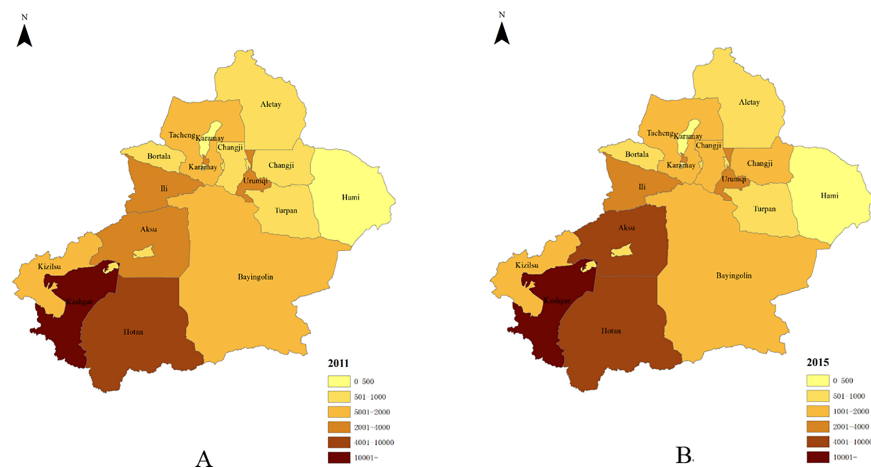 N
Aletay
Tacheng
Karamay
Changji
Bortala
Karamay
Changji
Urumqi
Ili
Hami
Turpan
Aksu
Kizilsu
Bayingolin
Kashgar
Hotan
2011
0 500
501-1000
5001-2000
2001-4000
4001-10000
10001-
A
N
Aletay
Tacheng
Karamay
Changji
Bortala
Karamay
Changji
Urumqi
Ili
Hami
Turpan
Aksu
Kizilsu
Bayingolin
Kashgar
Hotan
2015
0 500
501-1000
1001-2000
2001-4000
4001-10000
10001-
B.